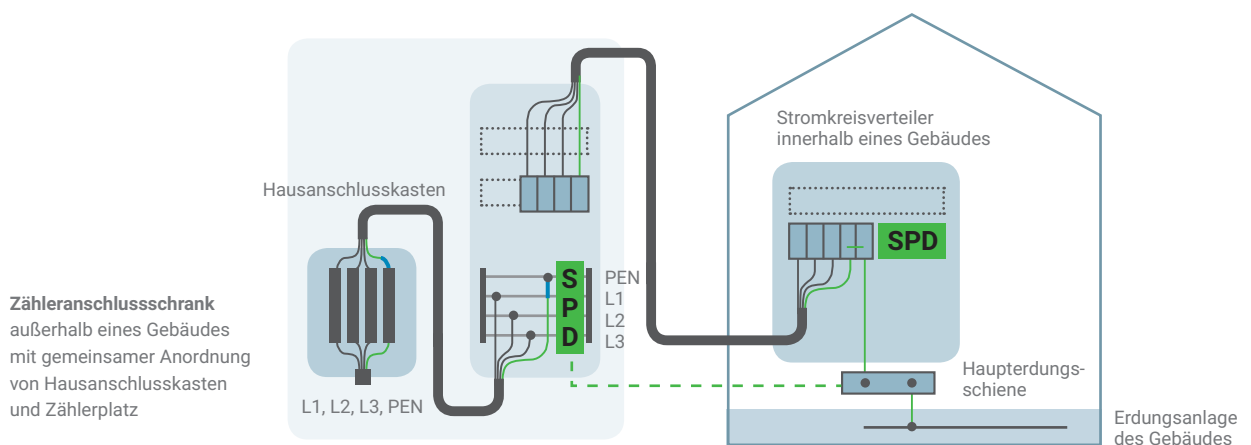 Zähleranschlussschrank
außerhalb eines Gebäudes
mit gemeinsamer Anordnung
von Hausanschlusskasten
und Zählerplatz
Hausanschlusskasten
L1, L2, L3, PEN
S
P
D
PEN
L1
L2
L3
Stromkreisverteiler
innerhalb eines Gebäudes
SPD
Haupterdungs-
schiene
Erdungsanlage
des Gebäudes